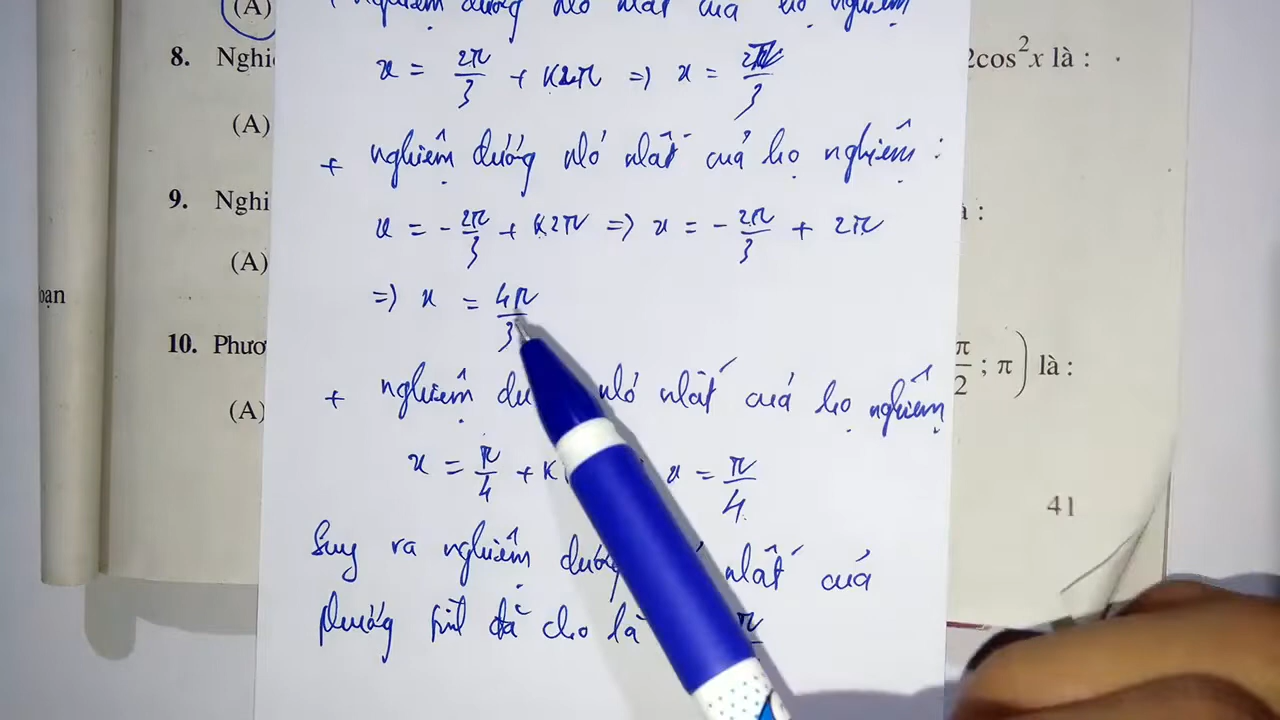 (A)
+ nghiệm dương nhỏ nhất của họ nghiệm
8. Nghi
2cos²x là :
x = 2π/3 + k2π => x = 2π/3
(A)
+ nghiệm dương nhỏ nhất của họ nghiệm :
9. Nghi
à :
x = -2π/3 + k2π => x = -2π/3 + 2π
(A)
oạn
=> x = 4π/3
10. Phươ
π/2 ; π) là :
(A)
+ nghiệm dư nhỏ nhất của họ nghiệm
x = π/4 + k x = π/4
41
Suy ra nghiệm dương nhất của
phương trình đã cho là π